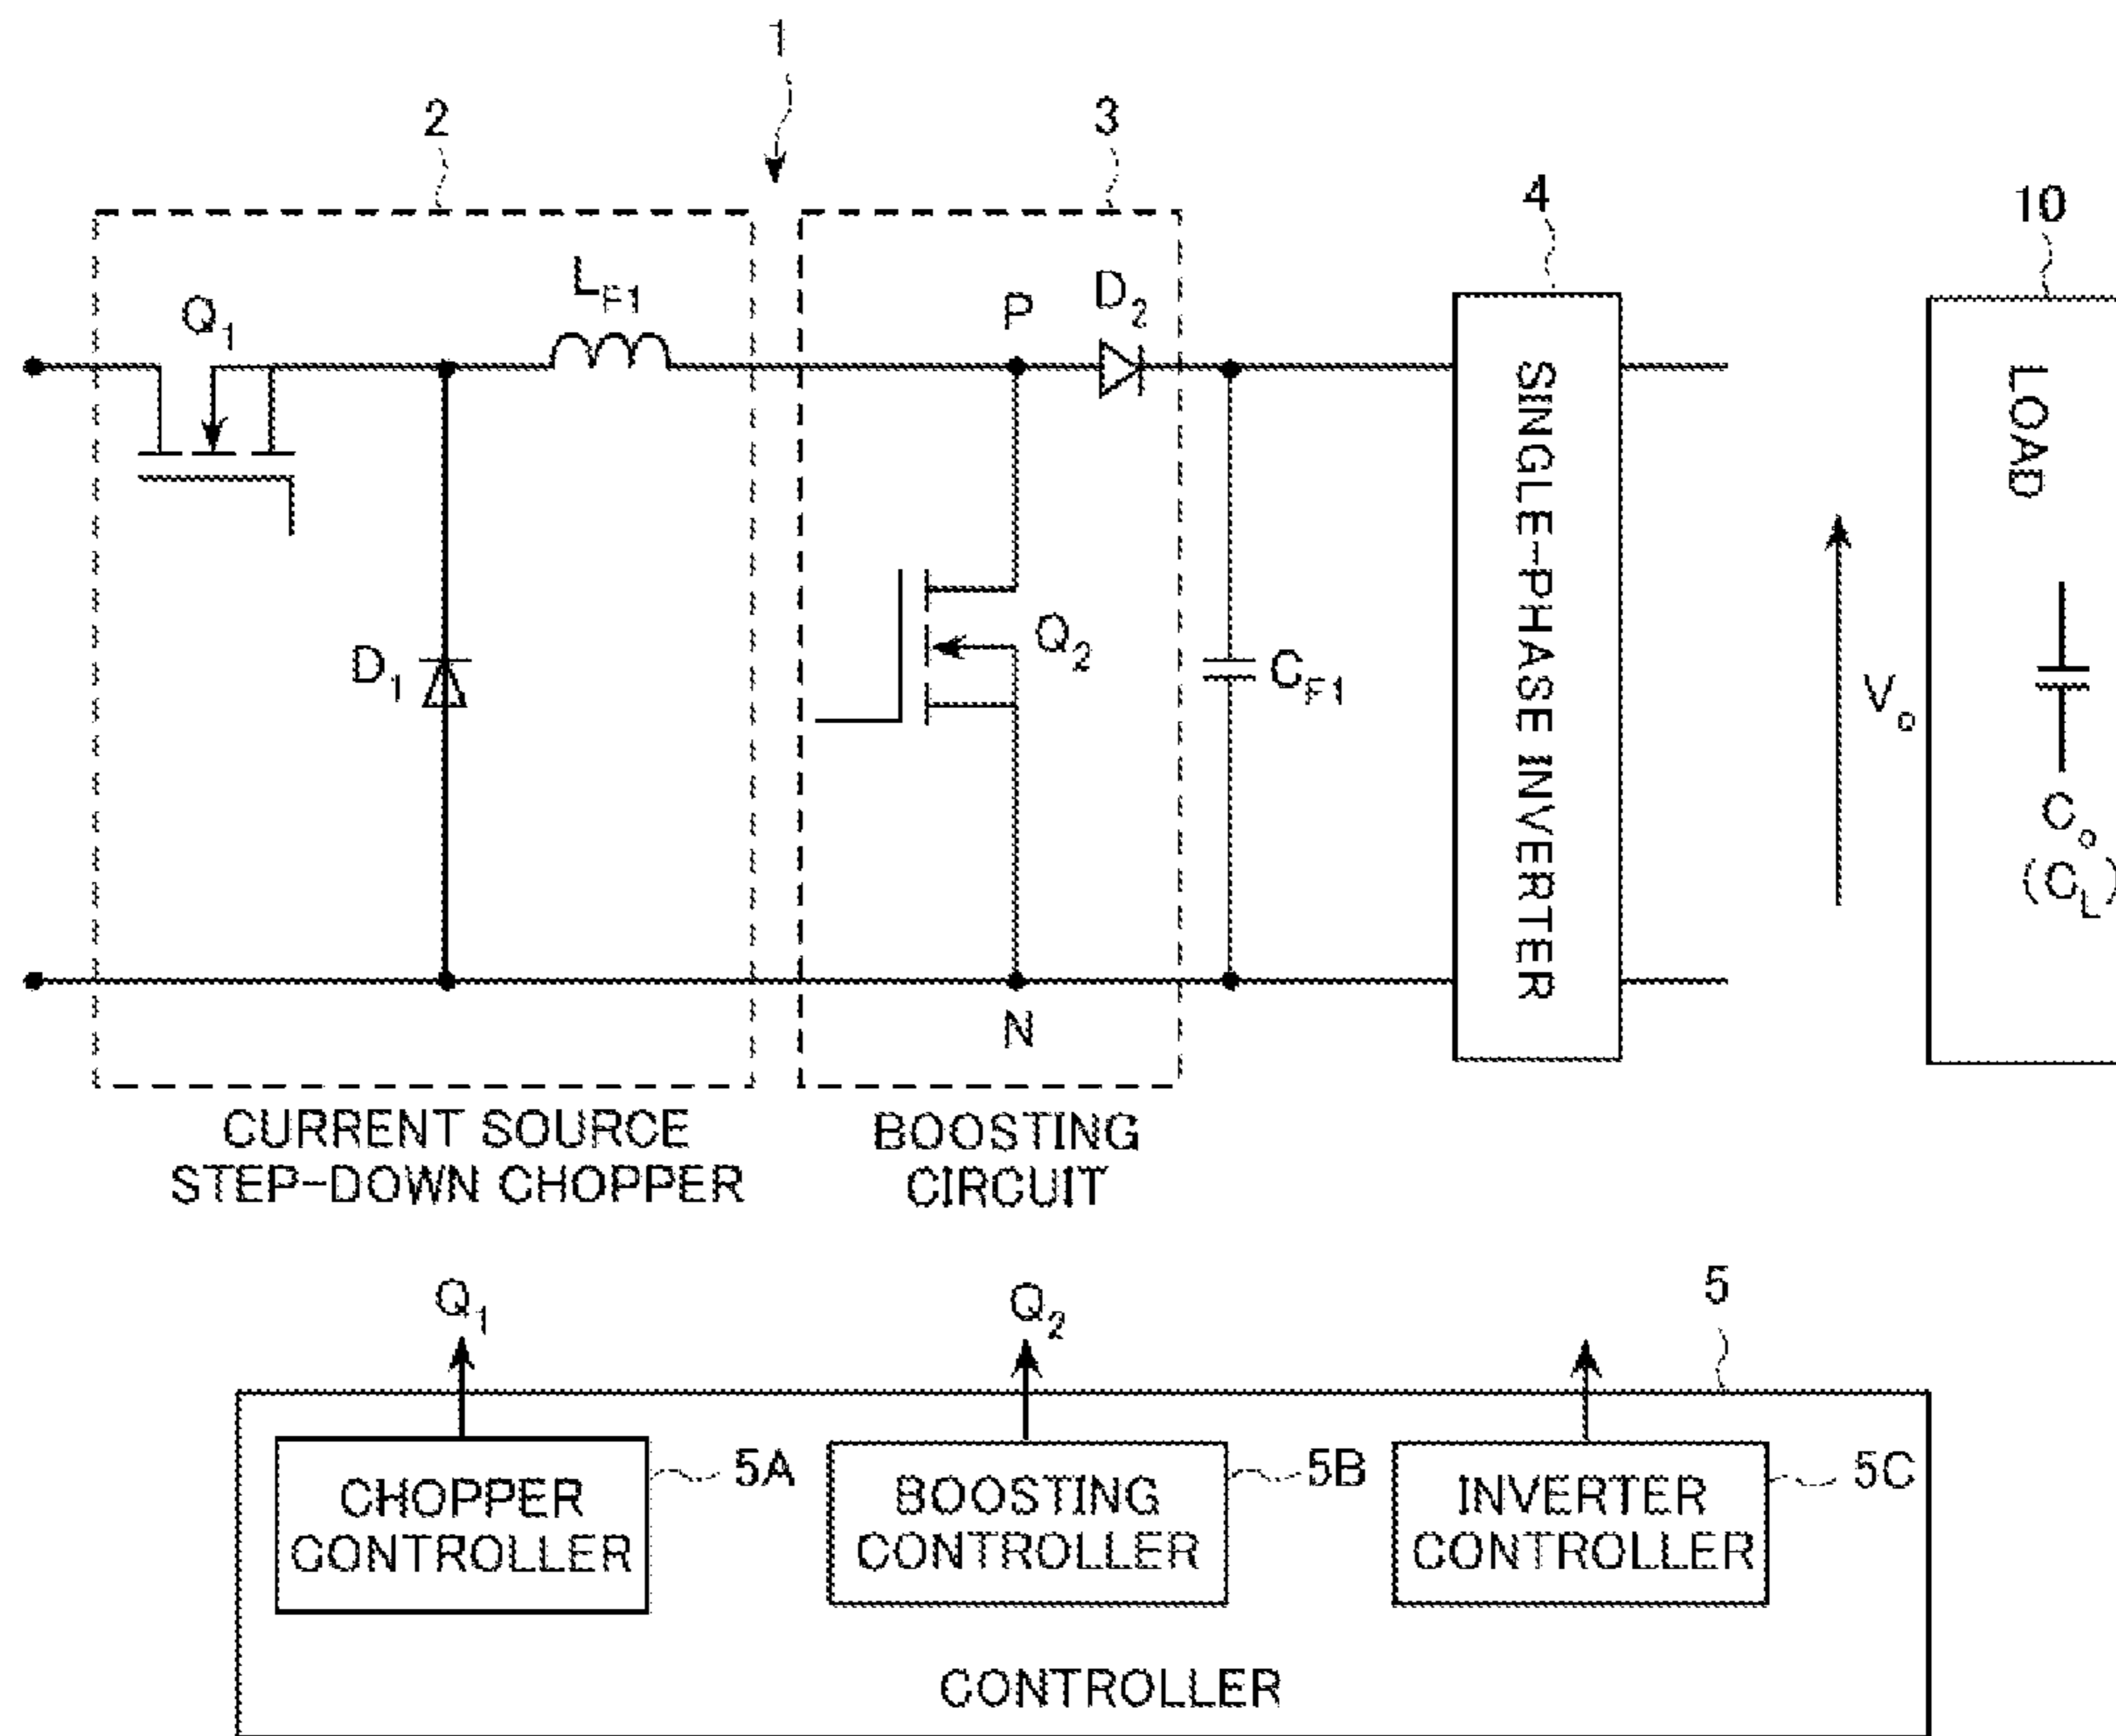 1
2
3
4
10
Q1
LF1
P
D2
D1
Q2
CF1
N
SINGLE-PHASE INVERTER
Vo
LOAD
Co
(CL)
CURRENT SOURCE
STEP-DOWN CHOPPER
BOOSTING
CIRCUIT
Q1
Q2
5
CHOPPER
CONTROLLER
5A
BOOSTING
CONTROLLER
5B
INVERTER
CONTROLLER
5C
CONTROLLER